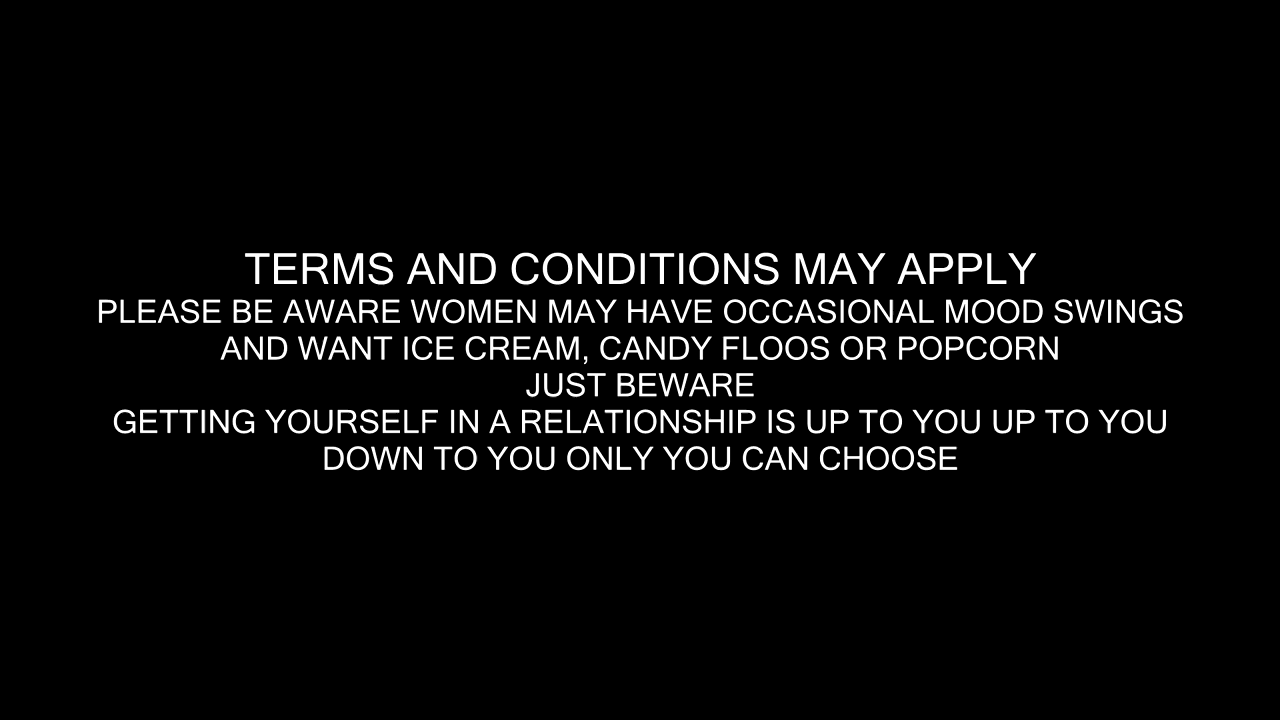 TERMS AND CONDITIONS MAY APPLY
PLEASE BE AWARE WOMEN MAY HAVE OCCASIONAL MOOD SWINGS
AND WANT ICE CREAM, CANDY FLOOS OR POPCORN
JUST BEWARE
GETTING YOURSELF IN A RELATIONSHIP IS UP TO YOU UP TO YOU
DOWN TO YOU ONLY YOU CAN CHOOSE